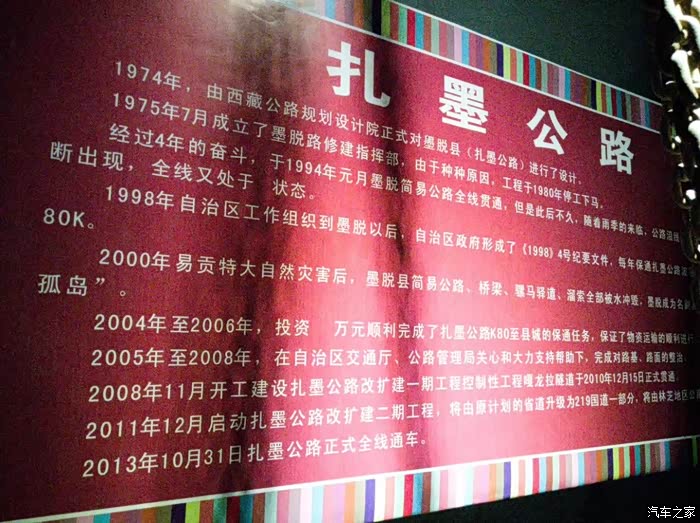 扎墨公路
1974年，由西藏公路规划设计院正式对墨脱县（扎墨公路）进行了设计、
1975年7月成立了墨脱路修建指挥部，由于种种原因，工程于1980年停工下马。
经过4年的奋斗，于1994年元月墨脱简易公路全线贯通，但是此后不久，随着雨季的来临，公路沿线
断出现，全线又处于 状态。
1998年自治区工作组织到墨脱以后，自治区政府形成了《1998》4号纪要文件，每年保通扎墨公路
80K。
2000年易贡特大自然灾害后，墨脱县简易公路、桥梁、骡马驿道、溜索全部被水冲毁，墨脱成为名副
孤岛”。
2004年至2006年，投资 万元顺利完成了扎墨公路K80至县城的保通任务，保证了物资运输的顺利进行
2005年至2008年，在自治区交通厅、公路管理局关心和大力支持帮助下，完成对路基、路面的整治
2008年11月开工建设扎墨公路改扩建一期工程控制性工程嘎龙拉隧道于2010年12月15日正式贯通
2011年12月启动扎墨公路改扩建二期工程，将由原计划的省道升级为219国道一部分，将由林芝地区公
2013年10月31日扎墨公路正式全线通车。
汽车之家